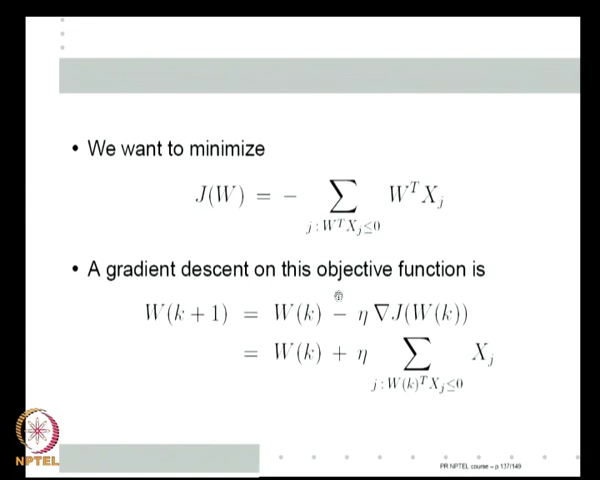 • We want to minimize
J(W) = − ∑ W^T X_j
j : W^T X_j ≤ 0
• A gradient descent on this objective function is
W(k + 1) = W(k) − η ∇J(W(k))
= W(k) + η ∑ X_j
j : W(k)^T X_j ≤ 0
NPTEL
PR NPTEL course – p 137/149